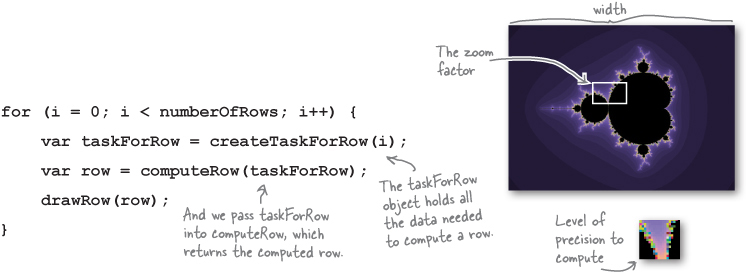 for (i = 0; i < numberOfRows; i++) {
var taskForRow = createTaskForRow(i);
var row = computeRow(taskForRow);
drawRow(row);
}
And we pass taskForRow
into computeRow, which
returns the computed row.
The taskForRow
object holds all
the data needed
to compute a row.
width
The zoom
factor
Level of
precision to
compute